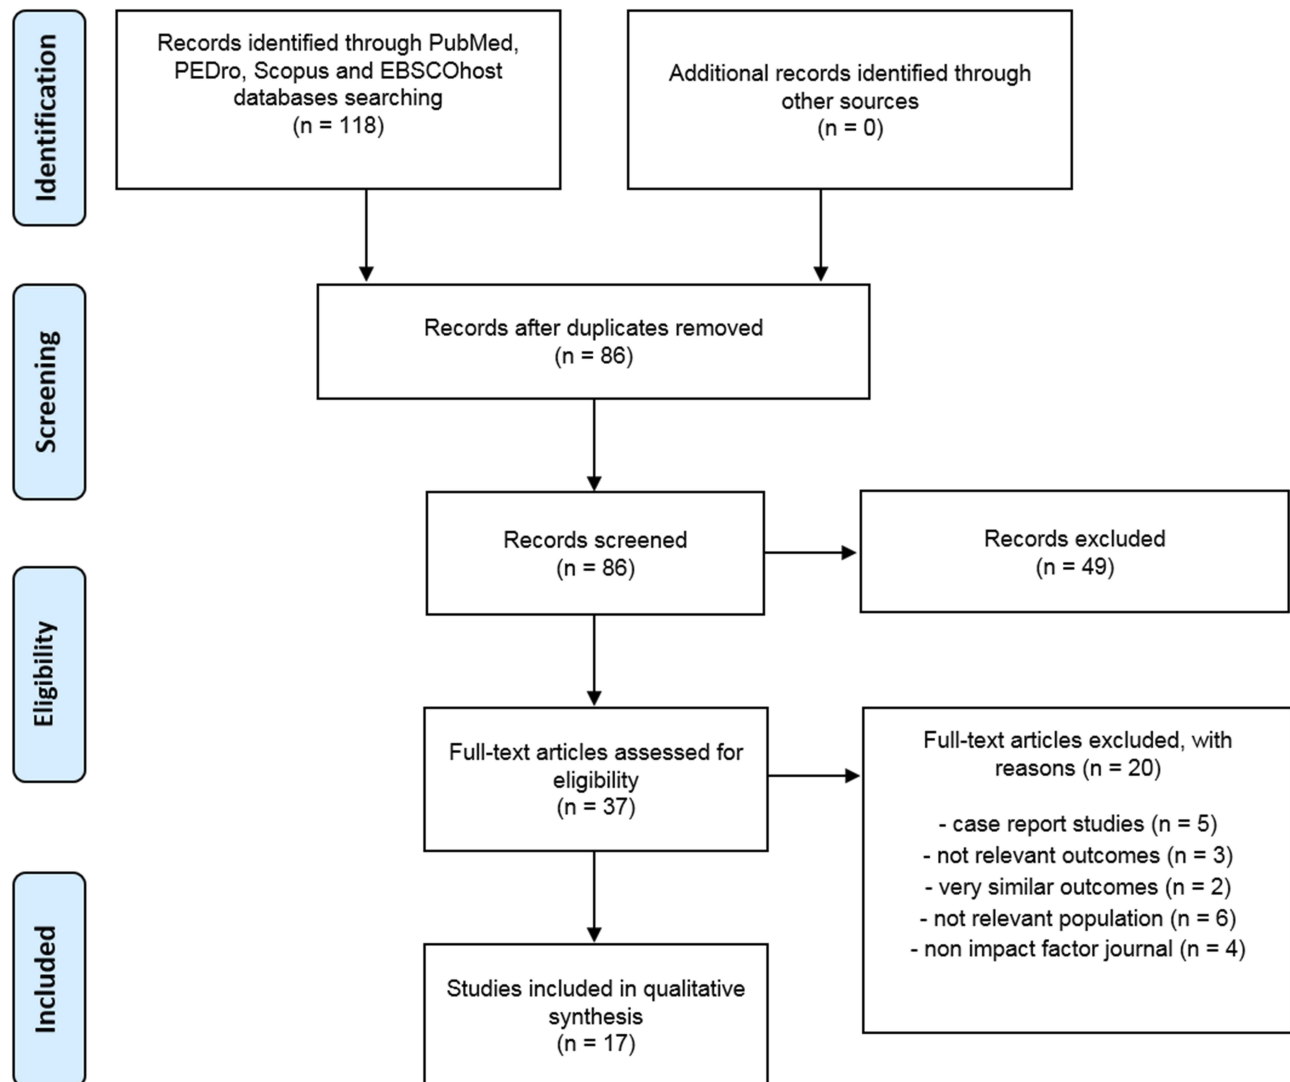 Identification
Records identified through PubMed,
PEDro, Scopus and EBSCOhost
databases searching
(n = 118)
Additional records identified through
other sources
(n = 0)
Screening
Records after duplicates removed
(n = 86)
Records screened
(n = 86)
Records excluded
(n = 49)
Eligibility
Full-text articles assessed for
eligibility
(n = 37)
Full-text articles excluded, with
reasons (n = 20)
- case report studies (n = 5)
- not relevant outcomes (n = 3)
- very similar outcomes (n = 2)
- not relevant population (n = 6)
- non impact factor journal (n = 4)
Included
Studies included in qualitative
synthesis
(n = 17)